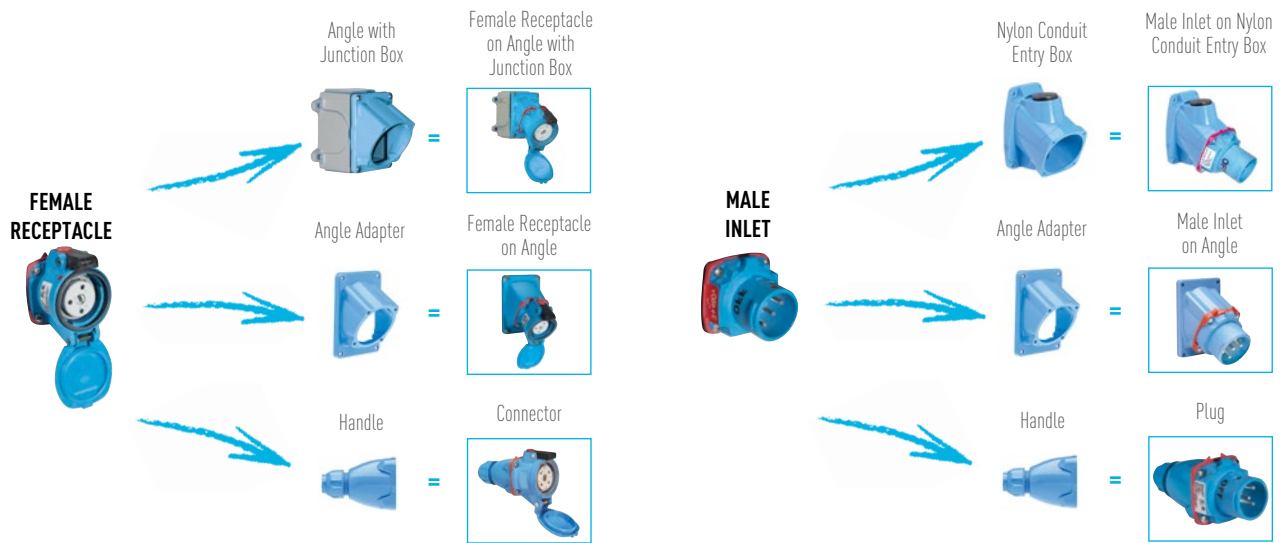 FEMALE
RECEPTACLE
Angle with
Junction Box
=
Female Receptacle
on Angle with
Junction Box
Angle Adapter
=
Female Receptacle
on Angle
Handle
=
Connector
MALE
INLET
Nylon Conduit
Entry Box
=
Male Inlet on Nylon
Conduit Entry Box
Angle Adapter
=
Male Inlet
on Angle
Handle
=
Plug
OFF